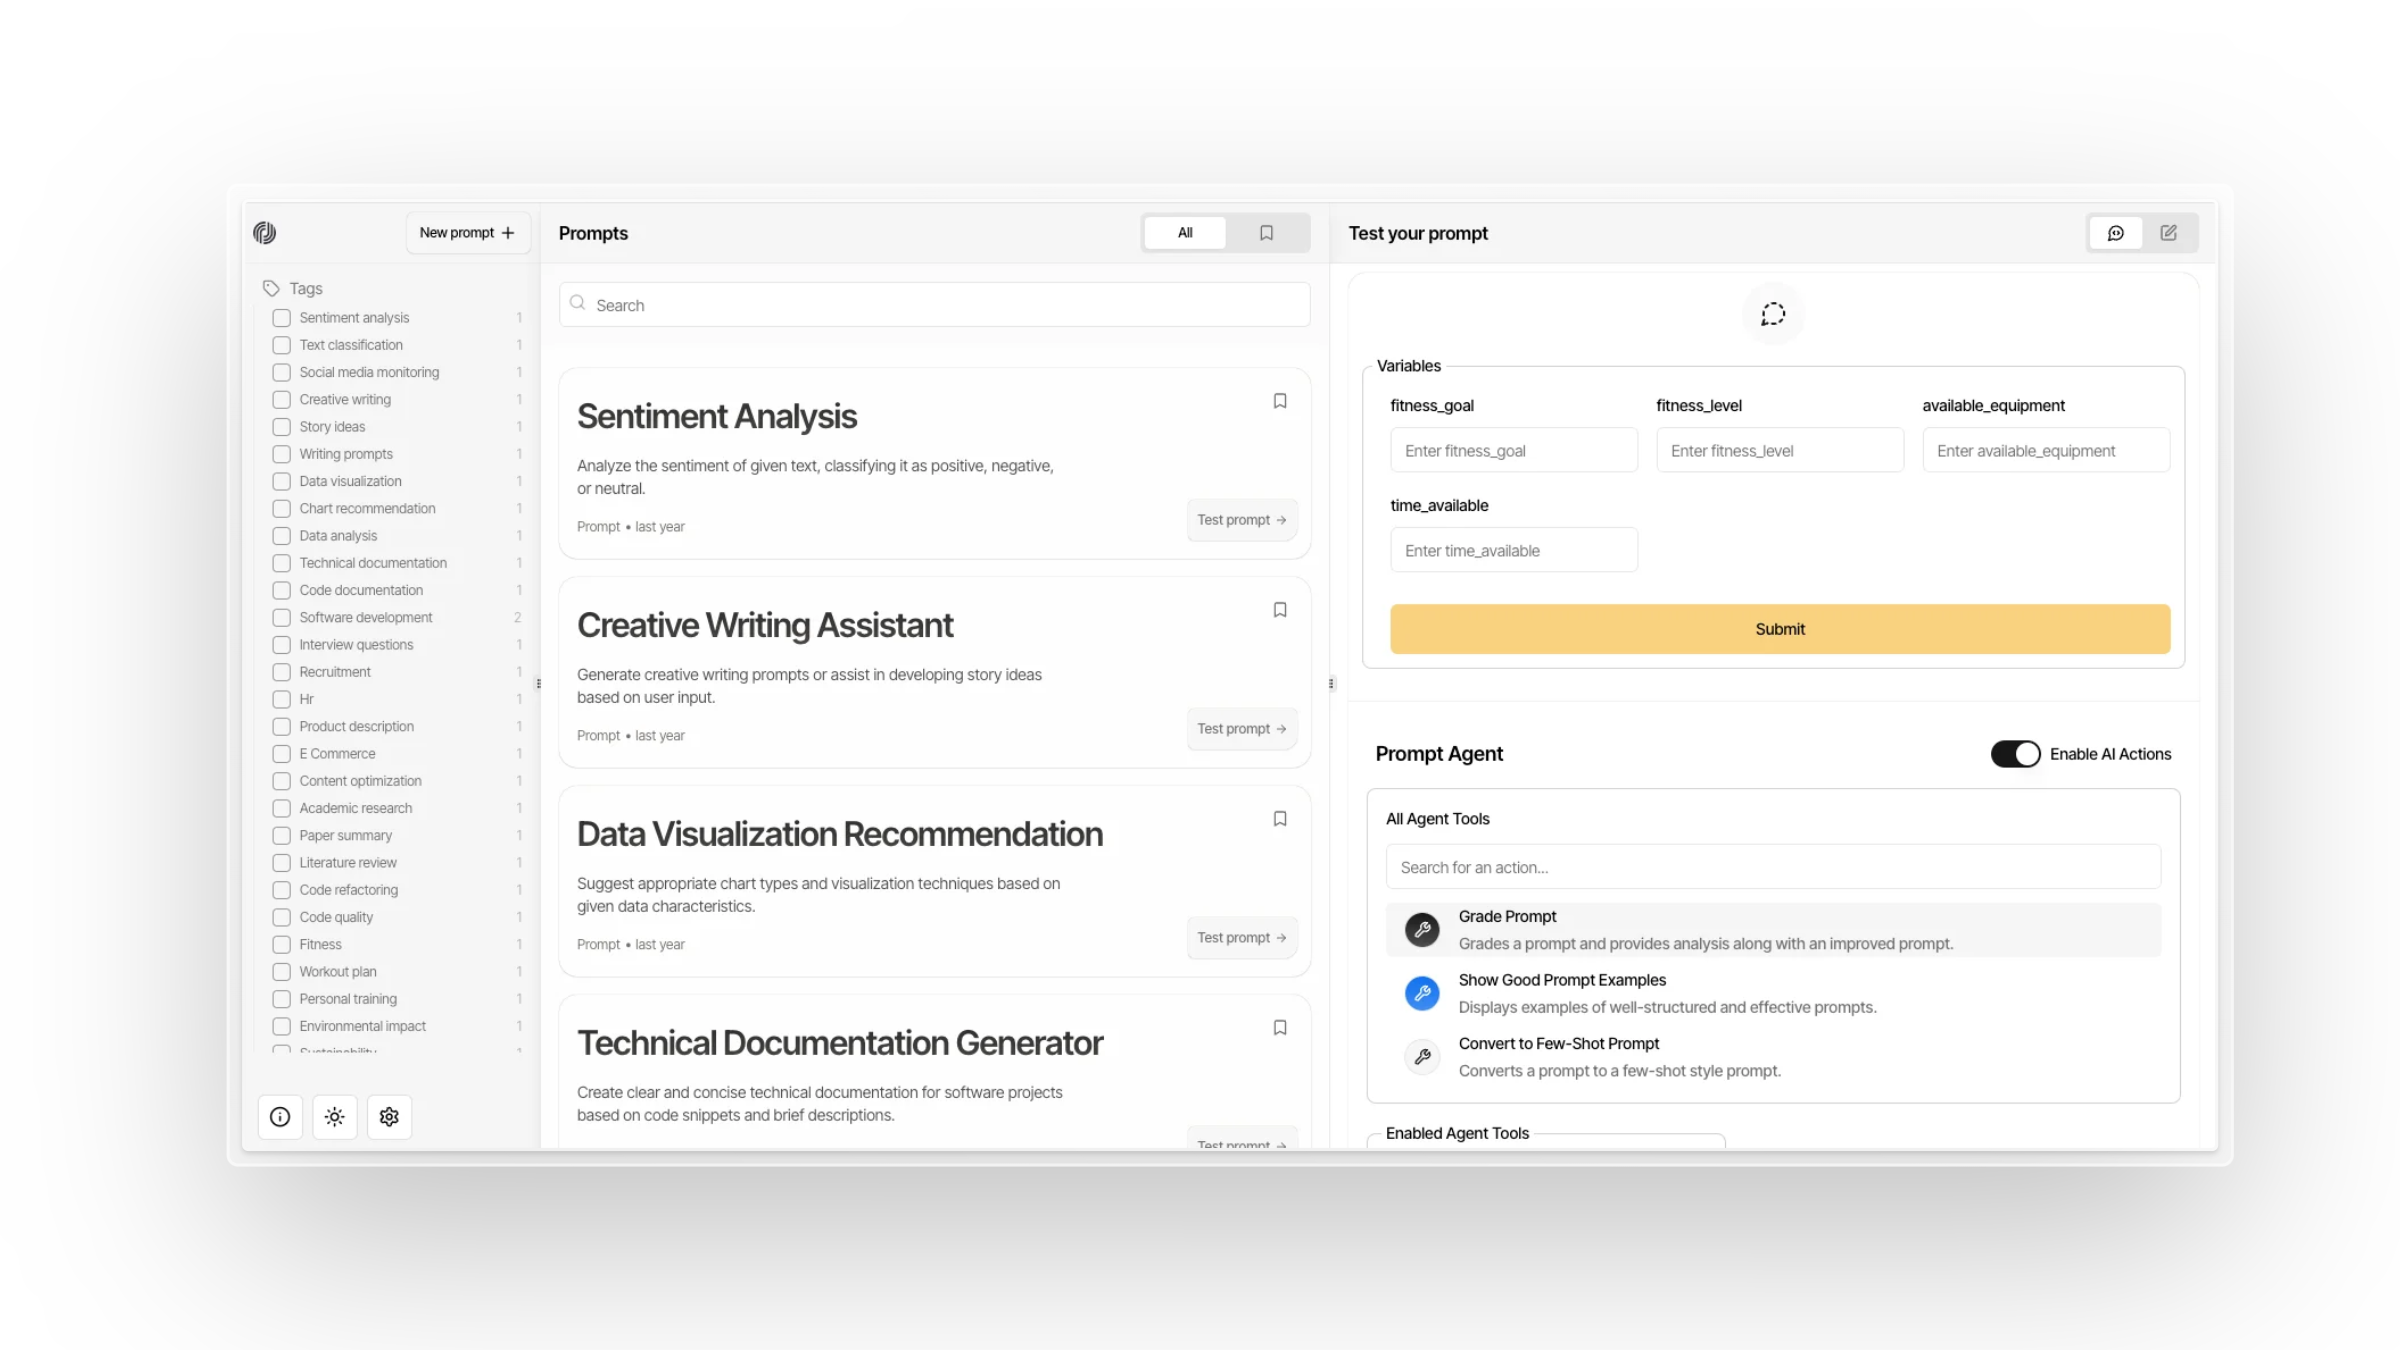 New prompt
Tags
Sentiment analysis 1
Text classification 1
Social media monitoring 1
Creative writing 1
Story ideas 1
Writing prompts 1
Data visualization 1
Chart recommendation 1
Data analysis 1
Technical documentation 1
Code documentation 1
Software development 2
Interview questions 1
Recruitment 1
Hr 1
Product description 1
E Commerce 1
Content optimization 1
Academic research 1
Paper summary 1
Literature review 1
Code refactoring 1
Code quality 1
Fitness 1
Workout plan 1
Personal training 1
Environmental impact 1
Sustainability 1
Prompts
All
Search
Sentiment Analysis
Analyze the sentiment of given text, classifying it as positive, negative,
or neutral.
Prompt • last year
Test prompt →
Creative Writing Assistant
Generate creative writing prompts or assist in developing story ideas
based on user input.
Prompt • last year
Test prompt →
Data Visualization Recommendation
Suggest appropriate chart types and visualization techniques based on
given data characteristics.
Prompt • last year
Test prompt →
Technical Documentation Generator
Create clear and concise technical documentation for software projects
based on code snippets and brief descriptions.
Test prompt →
Test your prompt
Variables
fitness_goal fitness_level available_equipment
Enter fitness_goal Enter fitness_level Enter available_equipment
time_available
Enter time_available
Submit
Prompt Agent
Enable AI Actions
All Agent Tools
Search for an action...
Grade Prompt
Grades a prompt and provides analysis along with an improved prompt.
Show Good Prompt Examples
Displays examples of well-structured and effective prompts.
Convert to Few-Shot Prompt
Converts a prompt to a few-shot style prompt.
Enabled Agent Tools